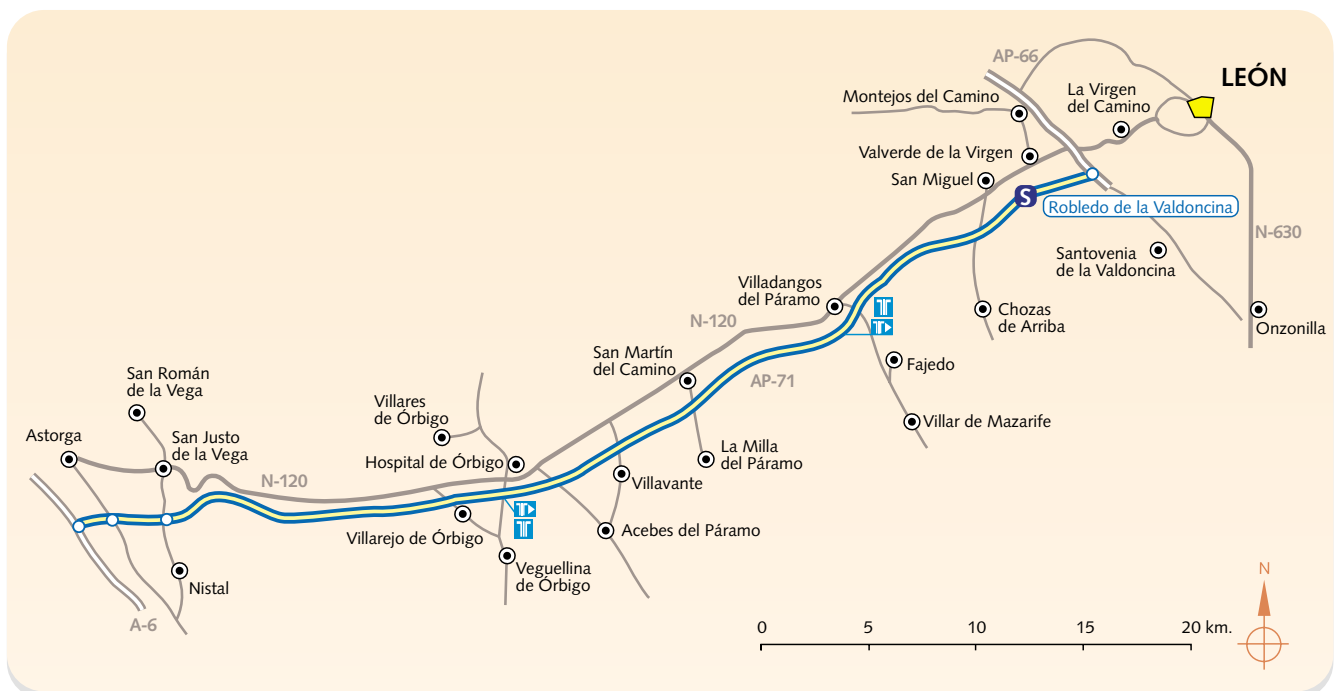 AP-66
LEÓN
Montejos del Camino
La Virgen
del Camino
Valverde de la Virgen
San Miguel
S
Robledo de la Valdoncina
N-630
Santovenia
de la Valdoncina
Villadangos
del Páramo
Chozas
de Arriba
Onzonilla
N-120
San Martín
del Camino
AP-71
Fajedo
San Román
de la Vega
Villares
de Órbigo
Villar de Mazarife
Astorga
San Justo
de la Vega
Hospital de Órbigo
La Milla
del Páramo
N-120
Villavante
Villarejo de Órbigo
Acebes del Páramo
Veguellina
de Órbigo
Nistal
A-6
N
0 5 10 15 20 km.